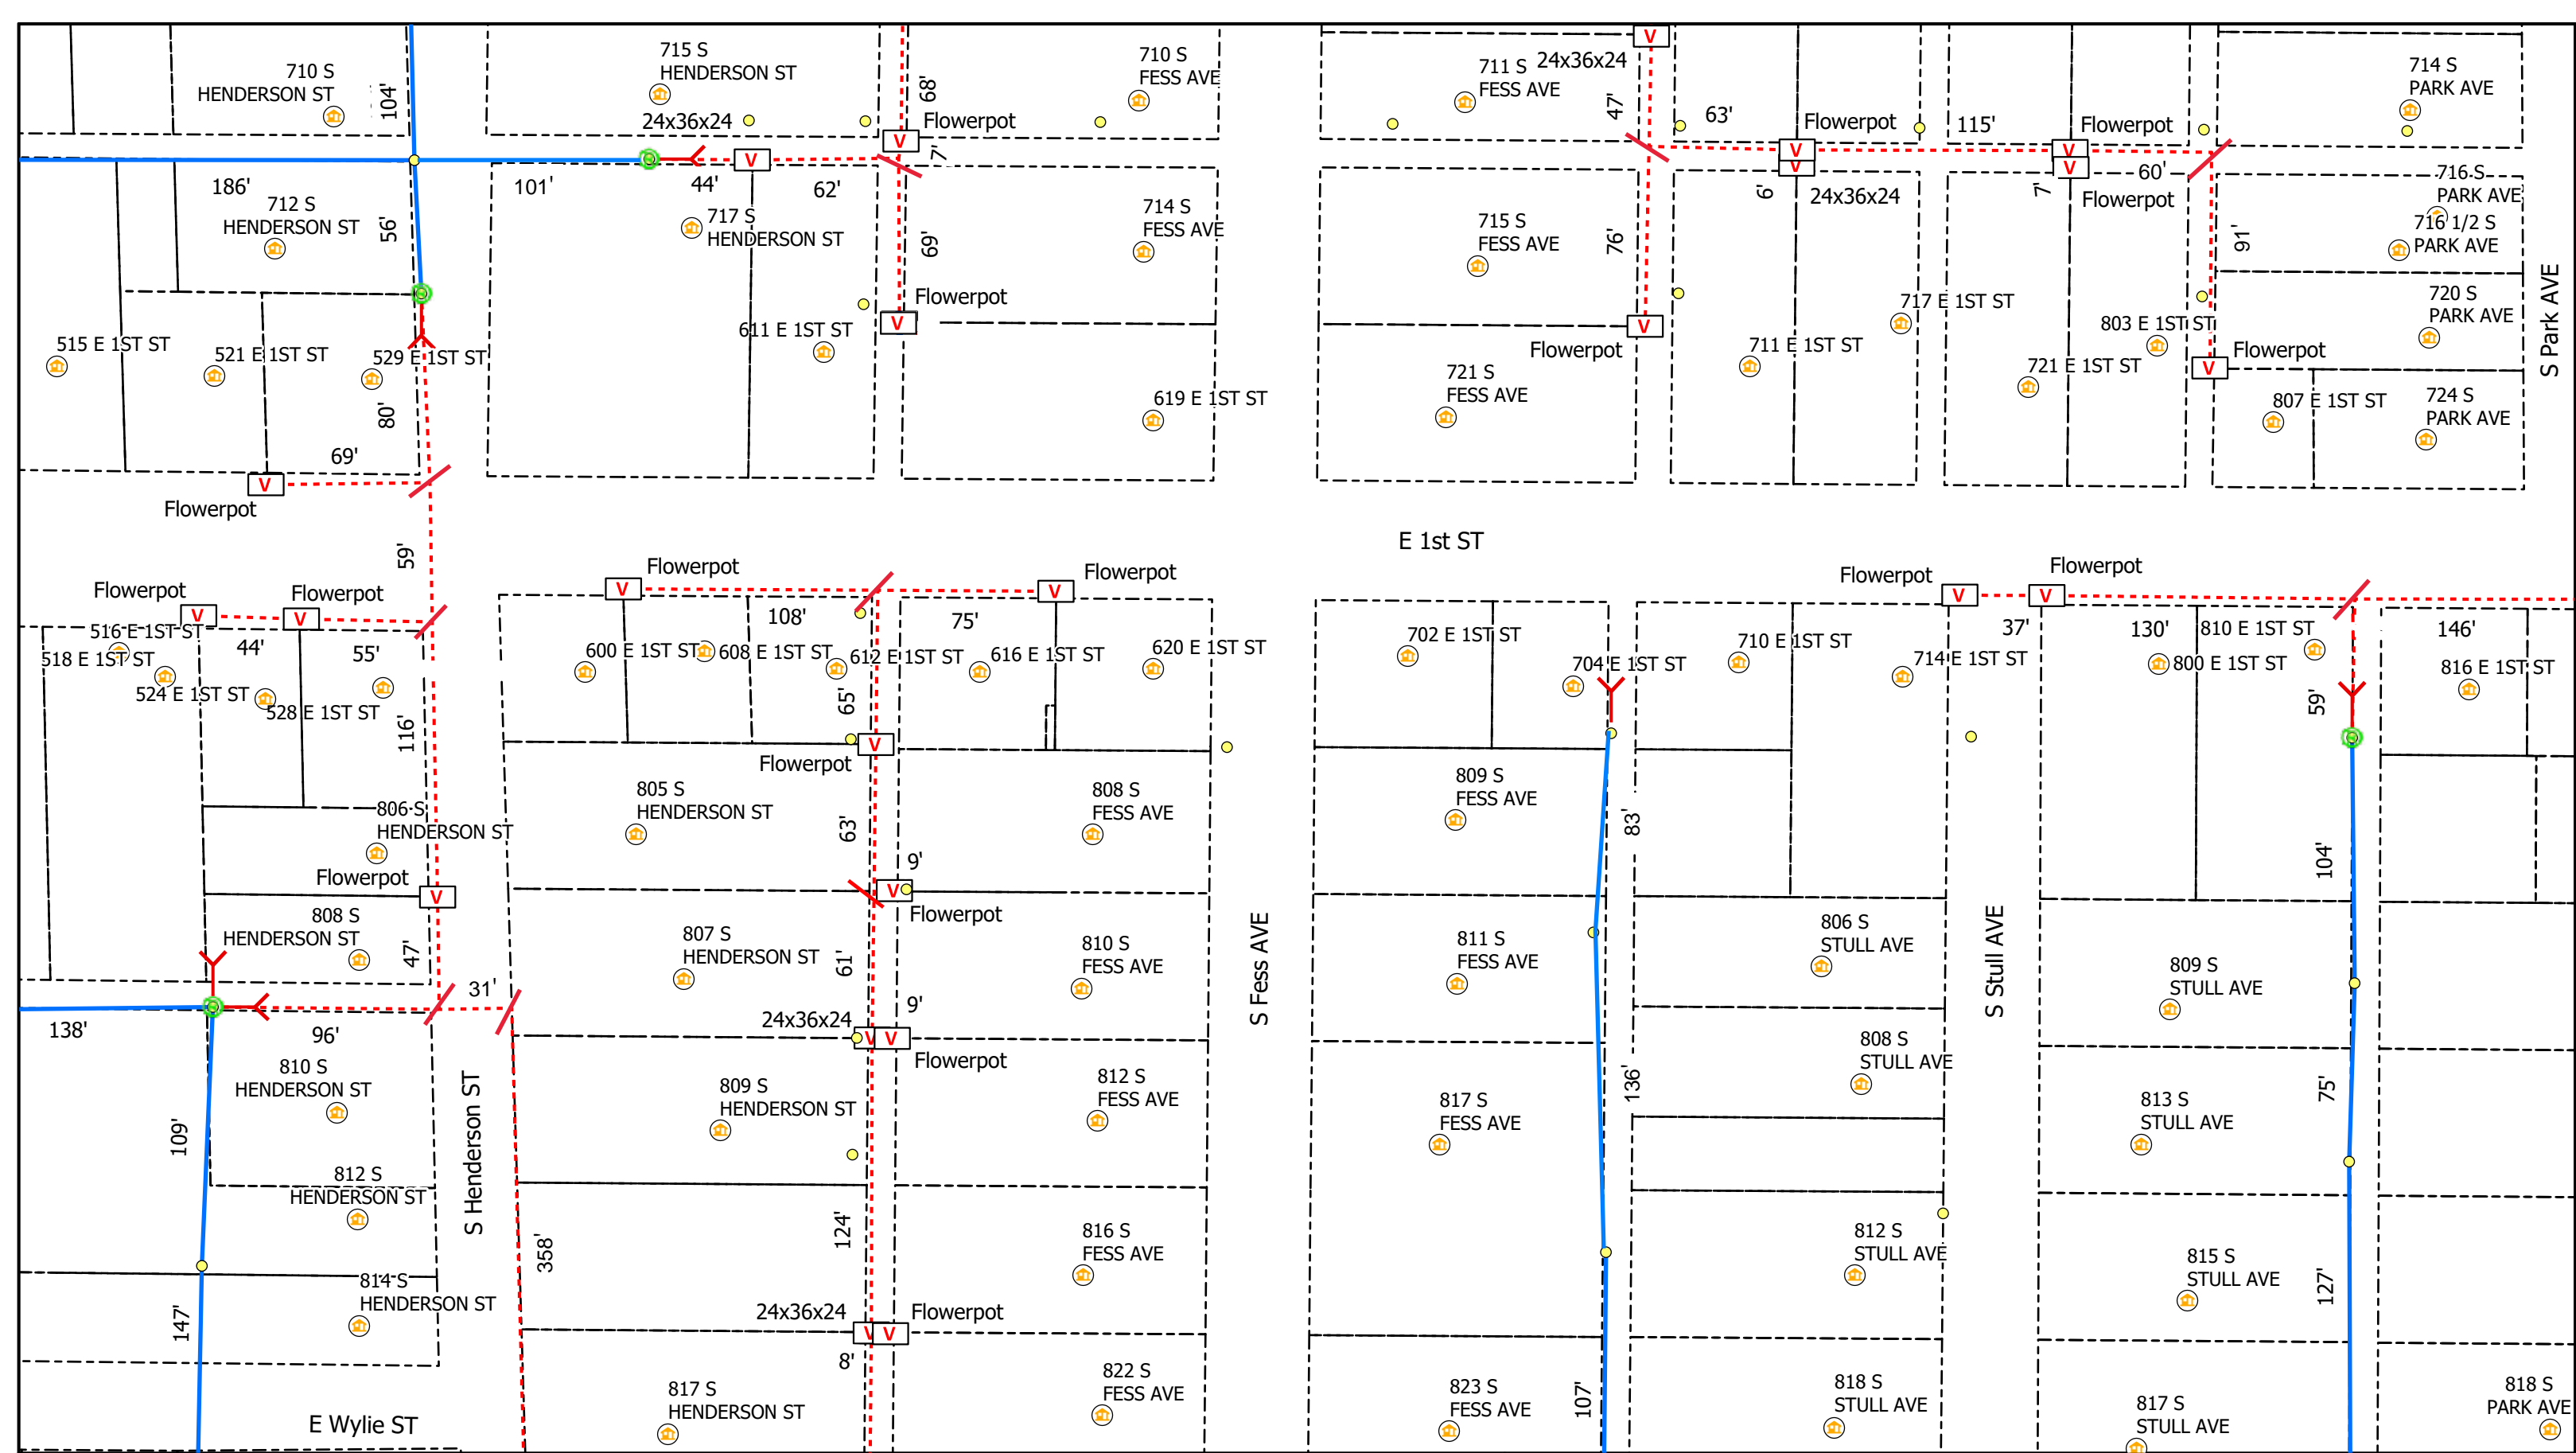 710 S
HENDERSON ST
104'
715 S
HENDERSON ST
24x36x24
68'
Flowerpot
7'
710 S
FESS AVE
711 S
FESS AVE
24x36x24
V
47'
63'
Flowerpot
115'
Flowerpot
714 S
PARK AVE
V
V
V
V
V
V
186'
101'
44'
62'
712 S
HENDERSON ST
56'
717 S
HENDERSON ST
69'
714 S
FESS AVE
715 S
FESS AVE
76'
6'
24x36x24
7'
60'
Flowerpot
716 S
PARK AVE
716 1/2 S
PARK AVE
91'
S Park AVE
720 S
PARK AVE
Flowerpot
V
611 E 1ST ST
V
Flowerpot
717 E 1ST ST
803 E 1ST ST
515 E 1ST ST
521 E 1ST ST
529 E 1ST ST
711 E 1ST ST
721 E 1ST ST
V
Flowerpot
80'
619 E 1ST ST
721 S
FESS AVE
807 E 1ST ST
724 S
PARK AVE
69'
V
Flowerpot
E 1st ST
59'
Flowerpot
V
Flowerpot
V
Flowerpot
V
V
Flowerpot
Flowerpot
V
V
Flowerpot
516 E 1ST ST
518 E 1ST ST
44'
55'
524 E 1ST ST
528 E 1ST ST
116'
108'
75'
600 E 1ST ST
608 E 1ST ST
612 E 1ST ST
616 E 1ST ST
620 E 1ST ST
65'
702 E 1ST ST
704 E 1ST ST
710 E 1ST ST
714 E 1ST ST
37'
130'
810 E 1ST ST
800 E 1ST ST
146'
816 E 1ST ST
59'
V
Flowerpot
806 S
HENDERSON ST
805 S
HENDERSON ST
63'
808 S
FESS AVE
809 S
FESS AVE
83'
104'
Flowerpot
V
9'
V
Flowerpot
808 S
HENDERSON ST
47'
807 S
HENDERSON ST
61'
810 S
FESS AVE
S Fess AVE
811 S
FESS AVE
806 S
STULL AVE
S Stull AVE
809 S
STULL AVE
31'
138'
96'
9'
24x36x24
V
V
Flowerpot
810 S
HENDERSON ST
109'
S Henderson ST
809 S
HENDERSON ST
812 S
FESS AVE
817 S
FESS AVE
136'
808 S
STULL AVE
813 S
STULL AVE
75'
812 S
HENDERSON ST
358'
124'
816 S
FESS AVE
812 S
STULL AVE
815 S
STULL AVE
127'
814 S
HENDERSON ST
147'
24x36x24
V
V
Flowerpot
8'
817 S
HENDERSON ST
822 S
FESS AVE
823 S
FESS AVE
107'
818 S
STULL AVE
817 S
STULL AVE
818 S
PARK AVE
E Wylie ST